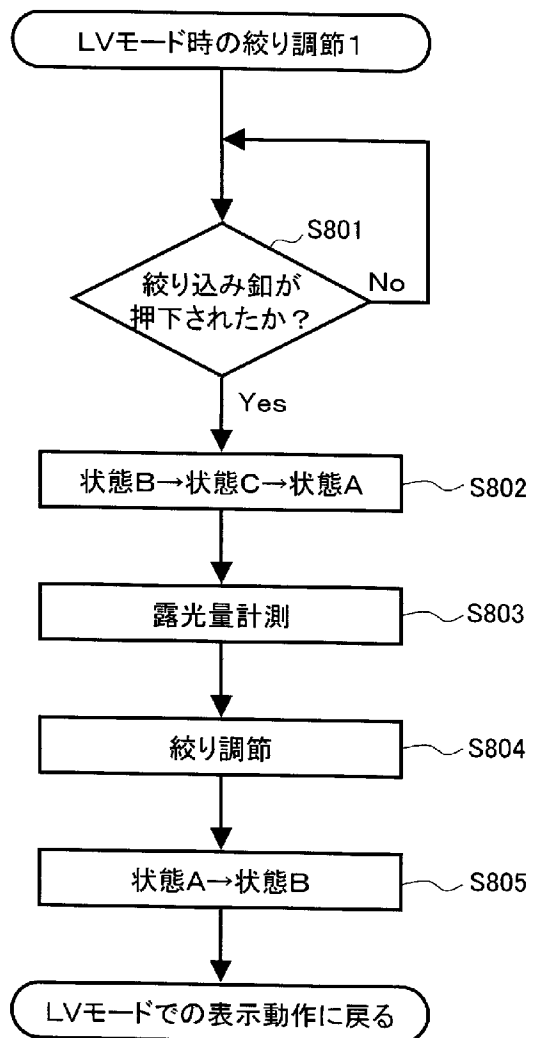 LVモード時の絞り調節1
S801
絞り込み釦が
押下されたか?
No
Yes
状態B→状態C→状態A
S802
露光量計測
S803
絞り調節
S804
状態A→状態B
S805
LVモードでの表示動作に戻る